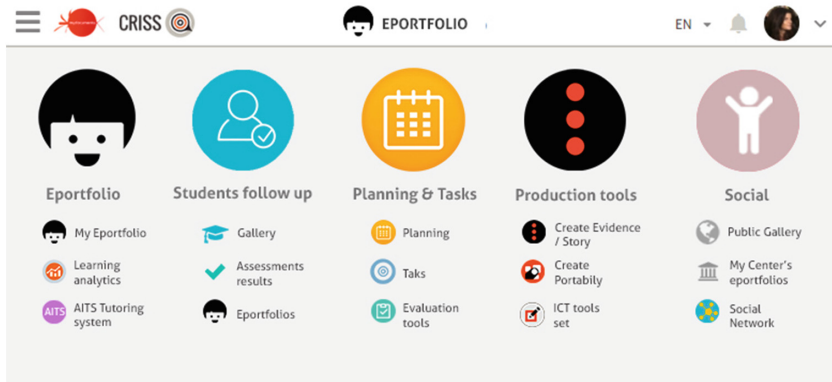 CRISS
EPORTFOLIO
EN
Eportfolio
Students follow up
Planning & Tasks
Production tools
Social
My Eportfolio
Gallery
Planning
Create Evidence
/ Story
Public Gallery
Learning
analytics
Assessments
results
Taks
Create
Portabily
My Center's
eportfolios
AITS
AITS Tutoring
system
Eportfolios
Evaluation
tools
ICT tools
set
Social
Network